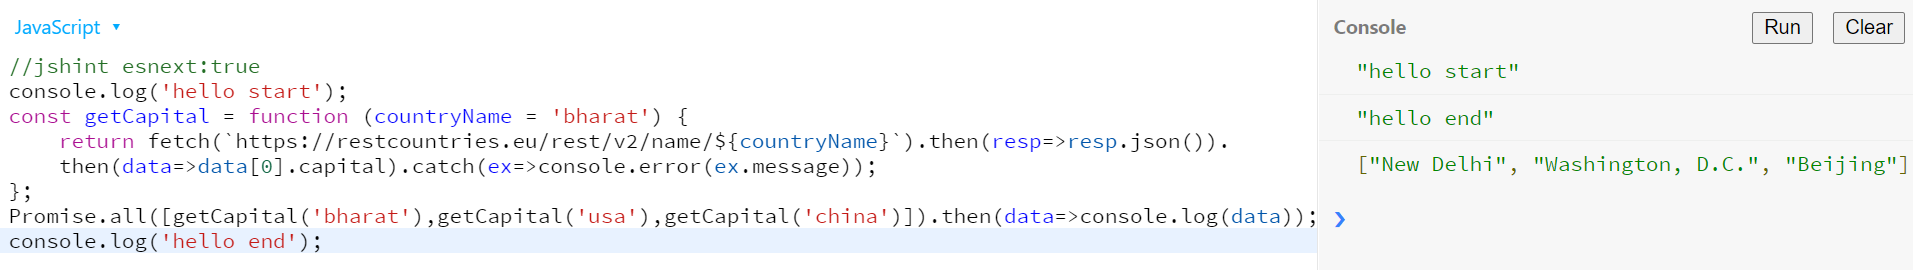 JavaScript
//jshint esnext:true
console.log('hello start');
const getCapital = function (countryName = 'bharat') {
    return fetch(`https://restcountries.eu/rest/v2/name/${countryName}`).then(resp=>resp.json()).
    then(data=>data[0].capital).catch(ex=>console.error(ex.message));
};
Promise.all([getCapital('bharat'),getCapital('usa'),getCapital('china')]).then(data=>console.log(data));
console.log('hello end');
Console Run Clear
"hello start"
"hello end"
["New Delhi", "Washington, D.C.", "Beijing"]